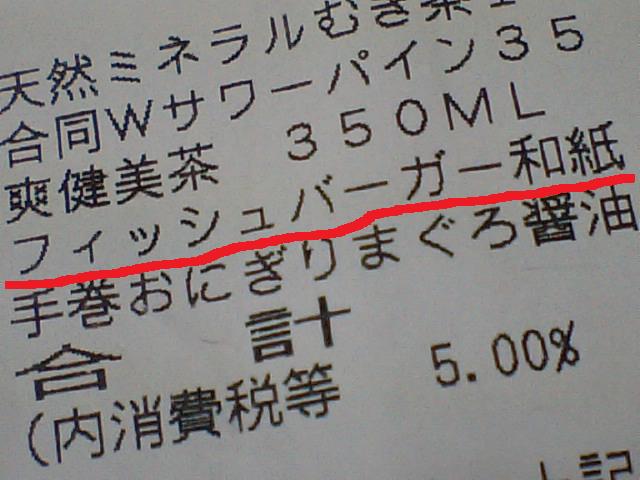 天然ミネラルむぎ茶
合同Wサワーパイン35
350ML
爽健美茶
フィッシュバーガー和紙
手巻おにぎりまぐろ醤油
合 計
5.00%
(内消費税等
上記